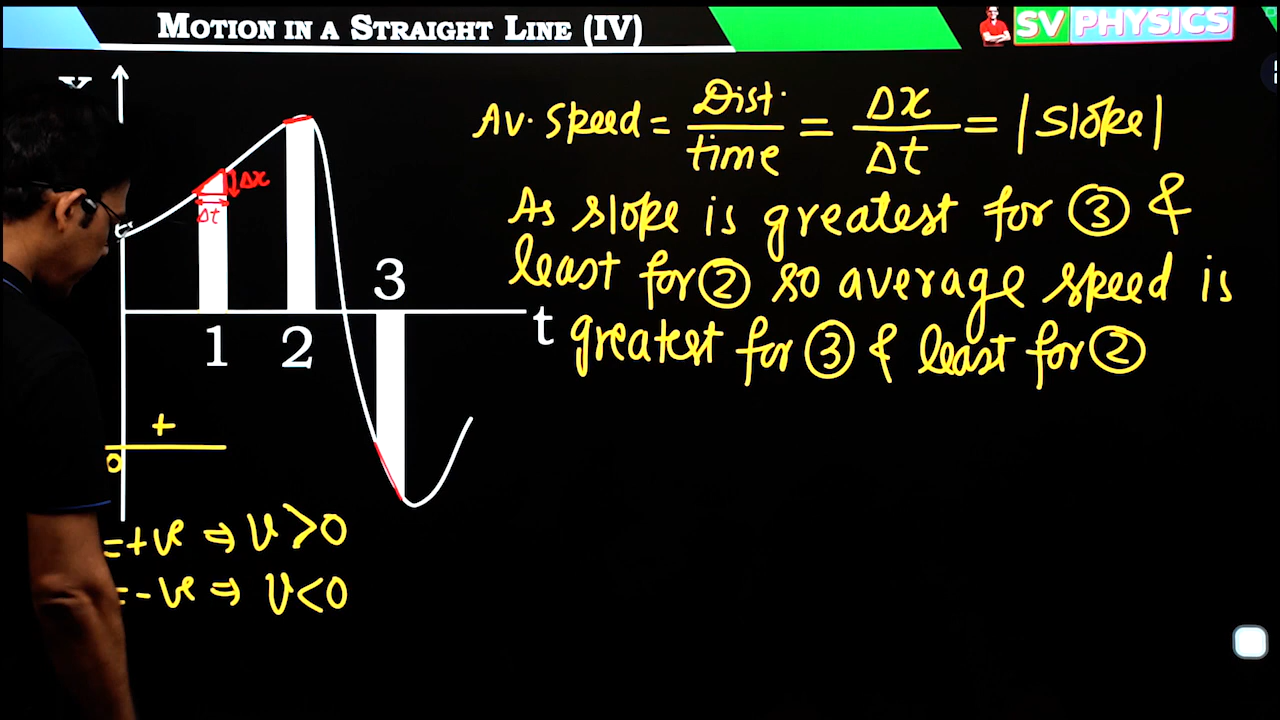 MOTION IN A STRAIGHT LINE (IV)
SV PHYSICS
Av. Speed = Dist. / time = Δx / Δt = |Slope|
As slope is greatest for ③ &
least for ② so average speed is
greatest for ③ & least for ②
Δx
Δt
3
t
1 2
+
0
=+ve ⇒ v>0
=-ve ⇒ v<0